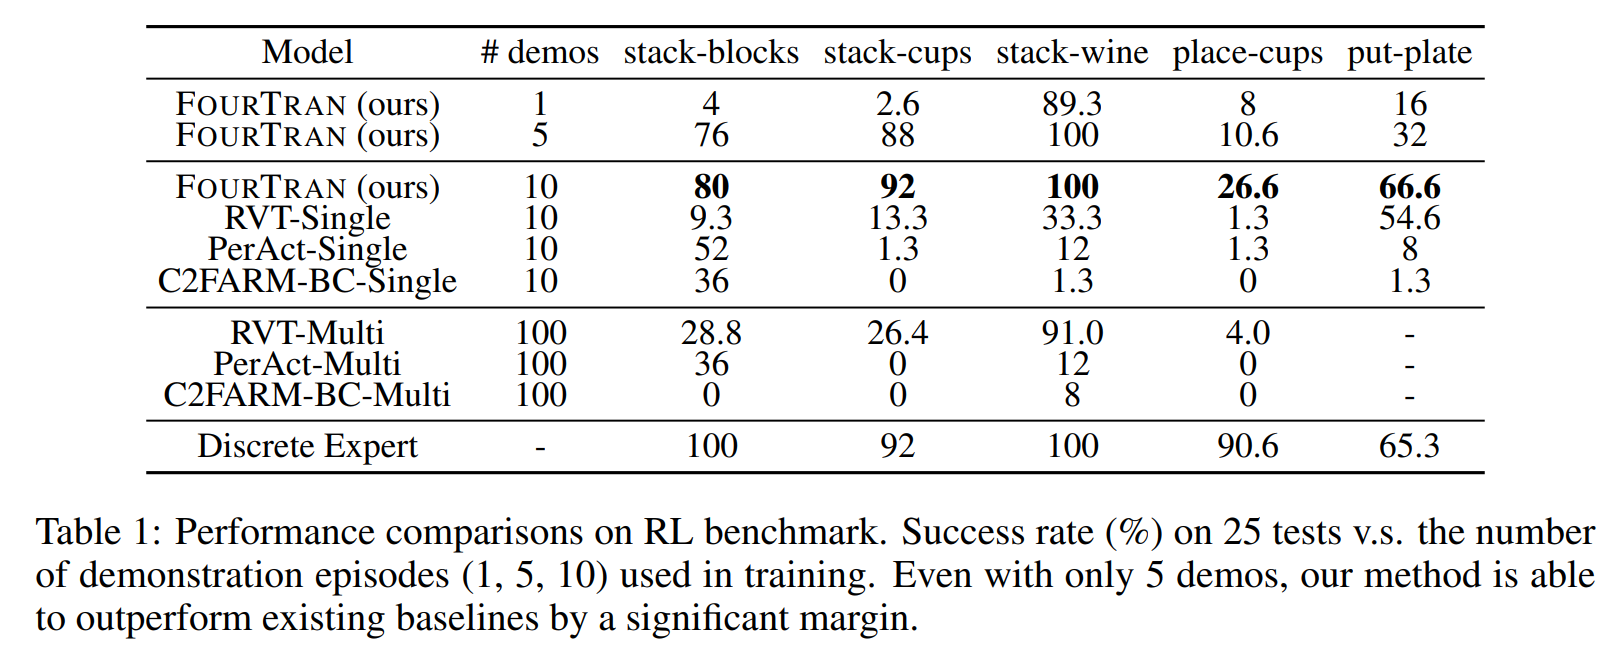 Model # demos stack-blocks stack-cups stack-wine place-cups put-plate
FOURTRAN (ours) 1 4 2.6 89.3 8 16
FOURTRAN (ours) 5 76 88 100 10.6 32
FOURTRAN (ours) 10 80 92 100 26.6 66.6
RVT-Single 10 9.3 13.3 33.3 1.3 54.6
PerAct-Single 10 52 1.3 12 1.3 8
C2FARM-BC-Single 10 36 0 1.3 0 1.3
RVT-Multi 100 28.8 26.4 91.0 4.0 -
PerAct-Multi 100 36 0 12 0 -
C2FARM-BC-Multi 100 0 0 8 0 -
Discrete Expert - 100 92 100 90.6 65.3
Table 1: Performance comparisons on RL benchmark. Success rate (%) on 25 tests v.s. the number
of demonstration episodes (1, 5, 10) used in training. Even with only 5 demos, our method is able
to outperform existing baselines by a significant margin.